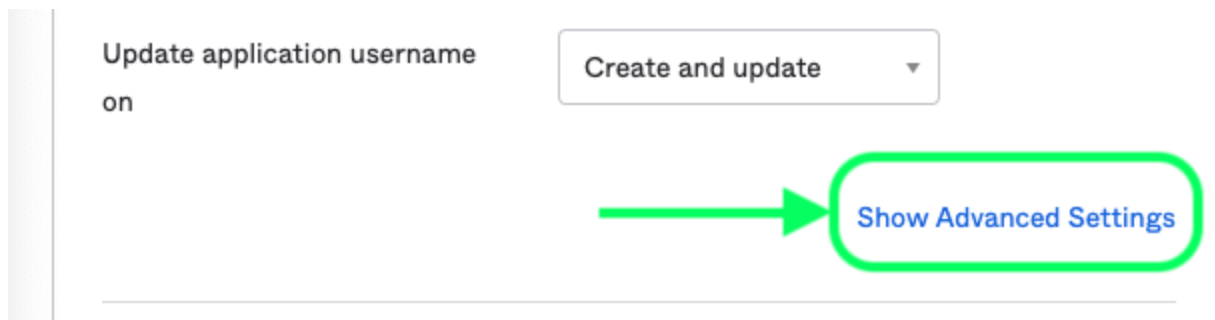 Update application username
on
Create and update
Show Advanced Settings